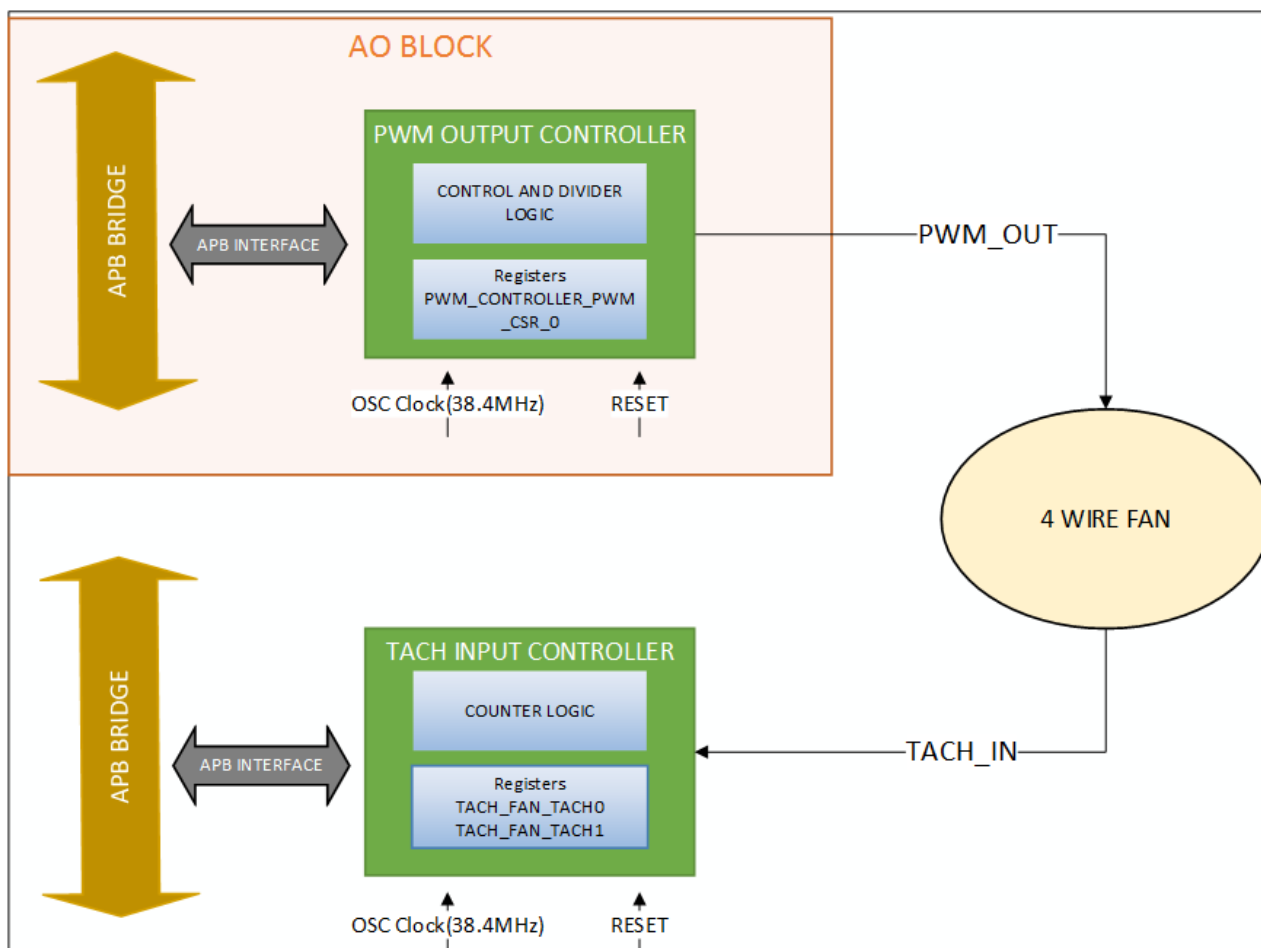 AO BLOCK
APB BRIDGE
APB INTERFACE
PWM OUTPUT CONTROLLER
CONTROL AND DIVIDER
LOGIC
Registers
PWM_CONTROLLER_PWM
_CSR_0
OSC Clock(38.4MHz)
RESET
PWM_OUT
4 WIRE FAN
APB BRIDGE
APB INTERFACE
TACH INPUT CONTROLLER
COUNTER LOGIC
Registers
TACH_FAN_TACH0
TACH_FAN_TACH1
TACH_IN
OSC Clock(38.4MHz)
RESET